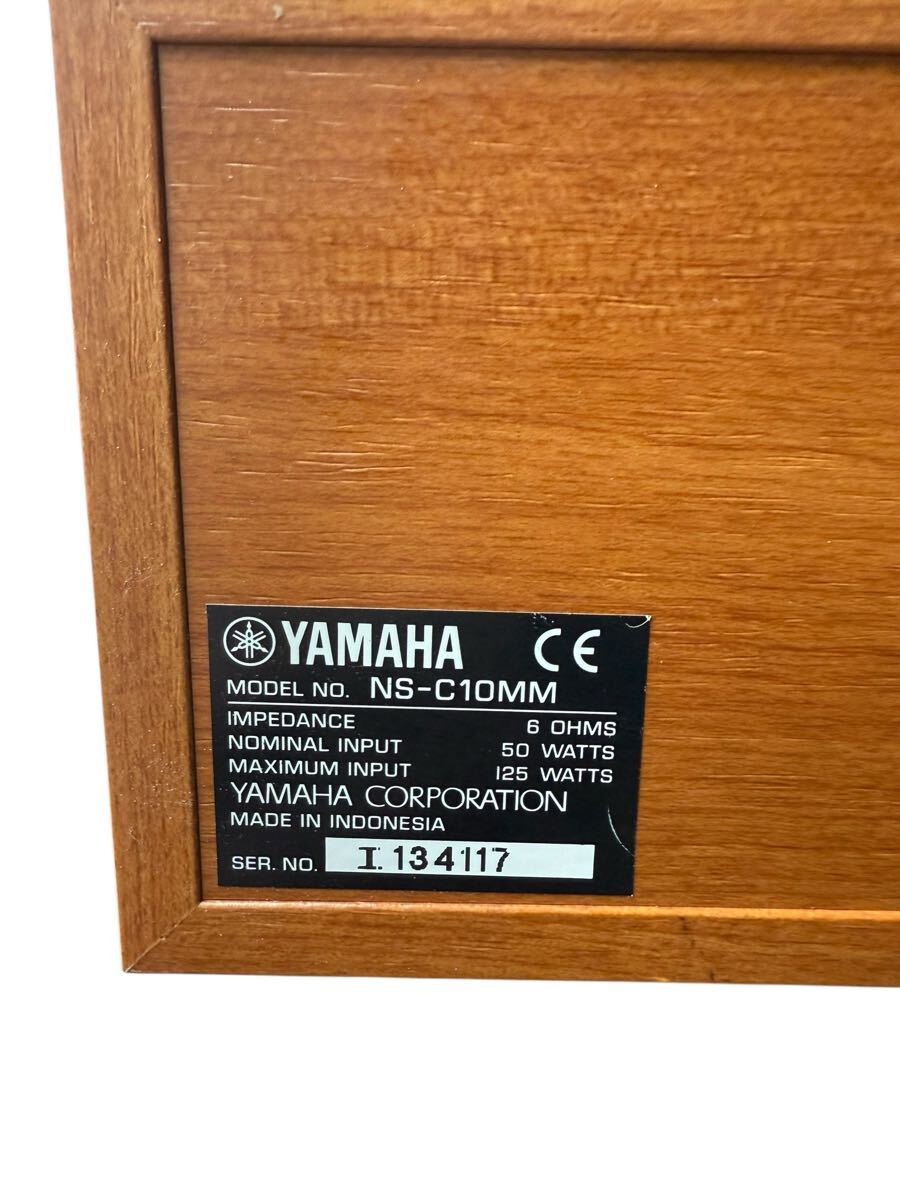 YAMAHA CE
MODEL NO. NS-C10MM
IMPEDANCE 6 OHMS
NOMINAL INPUT 50 WATTS
MAXIMUM INPUT 125 WATTS
YAMAHA CORPORATION
MADE IN INDONESIA
SER. NO. I. 134117